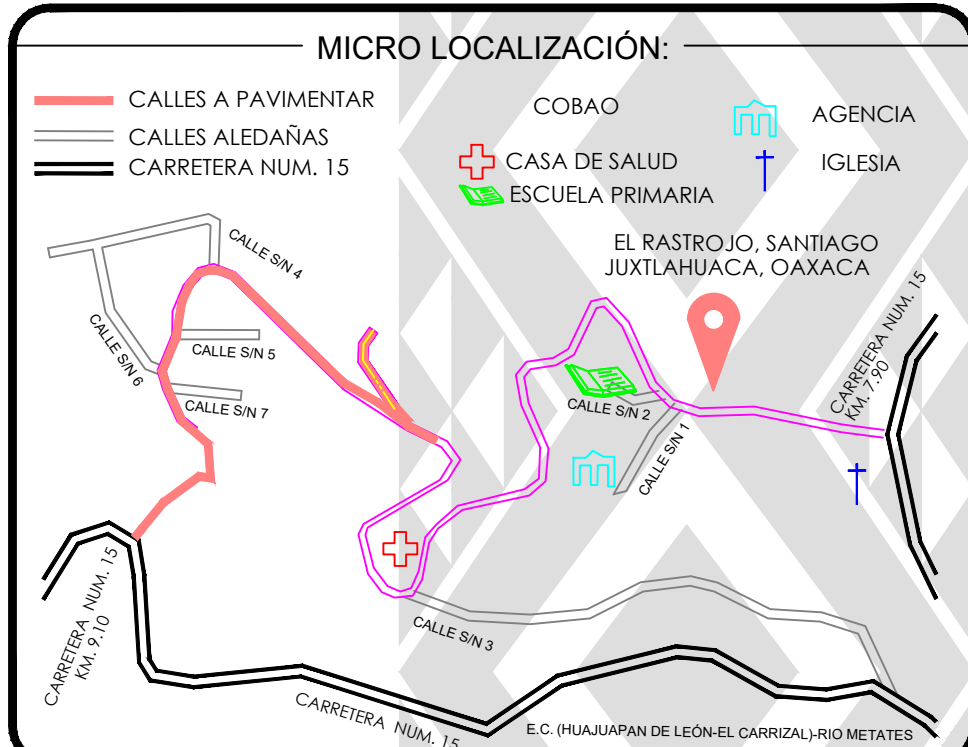 MICRO LOCALIZACIÓN:
CALLES A PAVIMENTAR
CALLES ALEDAÑAS
CARRETERA NUM. 15
COBAO
CASA DE SALUD
ESCUELA PRIMARIA
AGENCIA
IGLESIA
EL RASTROJO, SANTIAGO
JUXTLAHUACA, OAXACA
CALLE S/N 4
CALLE S/N 5
CALLE S/N 6
CALLE S/N 7
CALLE S/N 2
CALLE S/N 1
CARRETERA NUM. 15
KM. 7.90
CARRETERA NUM. 15
KM. 9.10
CALLE S/N 3
CARRETERA NUM. 15
E.C. (HUAJUAPAN DE LEÓN-EL CARRIZAL)-RIO METATES